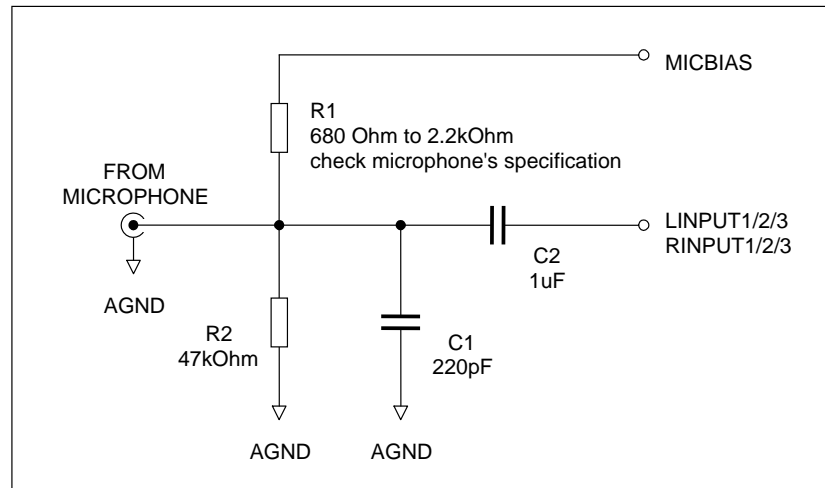 MICBIAS
R1
680 Ohm to 2.2kOhm
check microphone's specification
FROM
MICROPHONE
LINPUT1/2/3
RINPUT1/2/3
C2
1uF
AGND
R2
47kOhm
C1
220pF
AGND
AGND